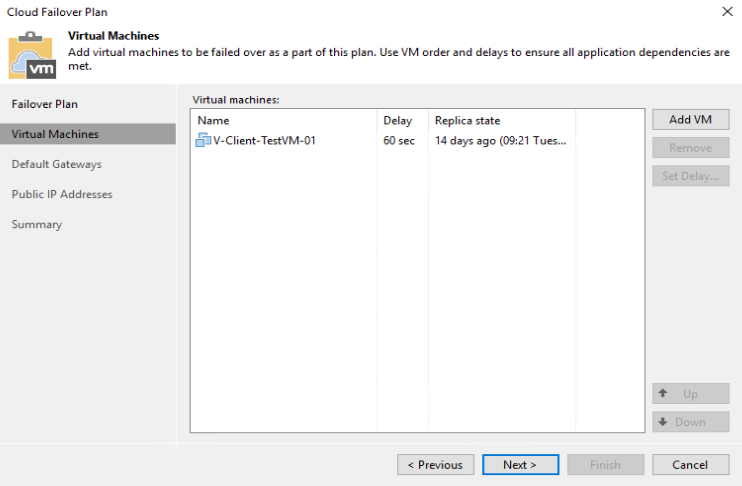 Cloud Failover Plan
Virtual Machines
Add virtual machines to be failed over as a part of this plan. Use VM order and delays to ensure all application dependencies are
met.
vm
Failover Plan
Virtual Machines
Default Gateways
Public IP Addresses
Summary
Virtual machines:
Name Delay Replica state
V-Client-TestVM-01 60 sec 14 days ago (09:21 Tues...
Add VM
Remove
Set Delay...
Up
Down
< Previous Next > Finish Cancel